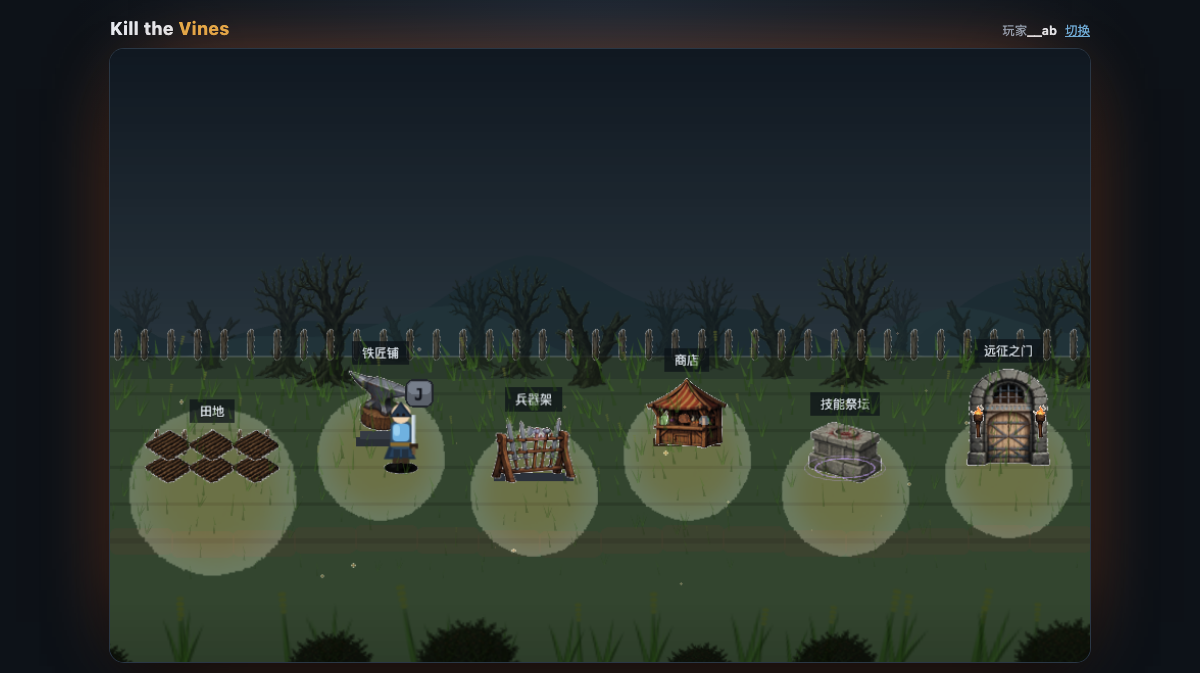 Kill the Vines
玩家__ab 切换
铁匠铺
远征之门
商店
J
兵器架
技能祭坛
田地